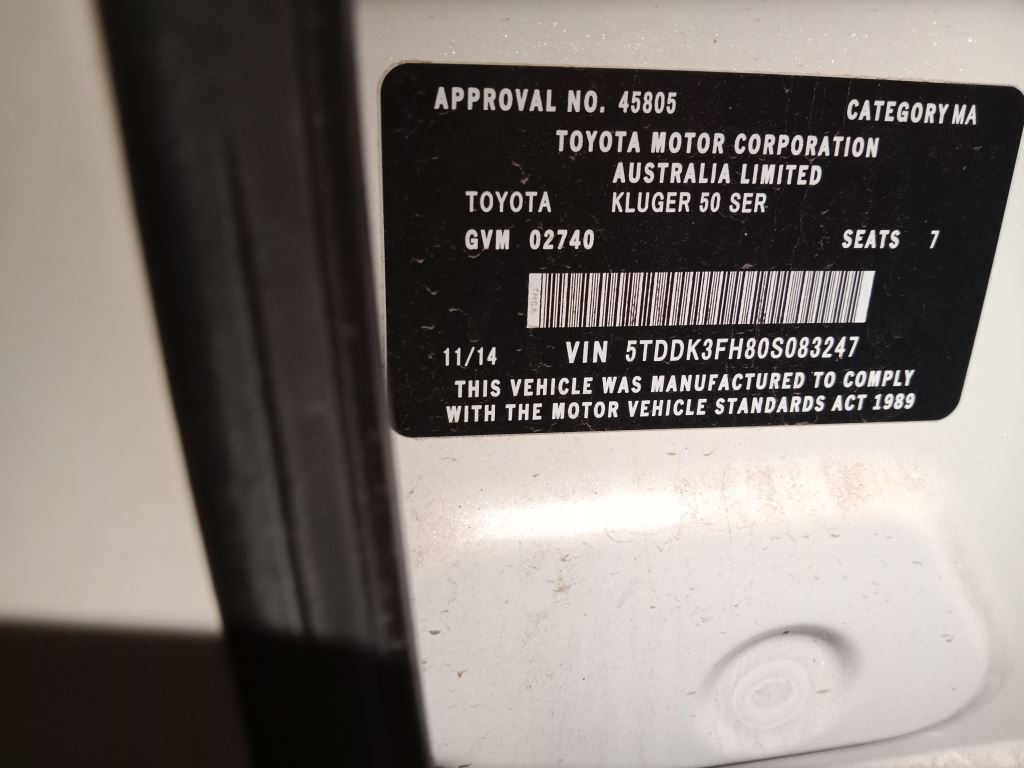 APPROVAL NO. 45805 CATEGORY MA
TOYOTA MOTOR CORPORATION
AUSTRALIA LIMITED
TOYOTA KLUGER 50 SER
GVM 02740 SEATS 7
TMCA
11/14 VIN 5TDDK3FH80S083247
THIS VEHICLE WAS MANUFACTURED TO COMPLY
WITH THE MOTOR VEHICLE STANDARDS ACT 1989